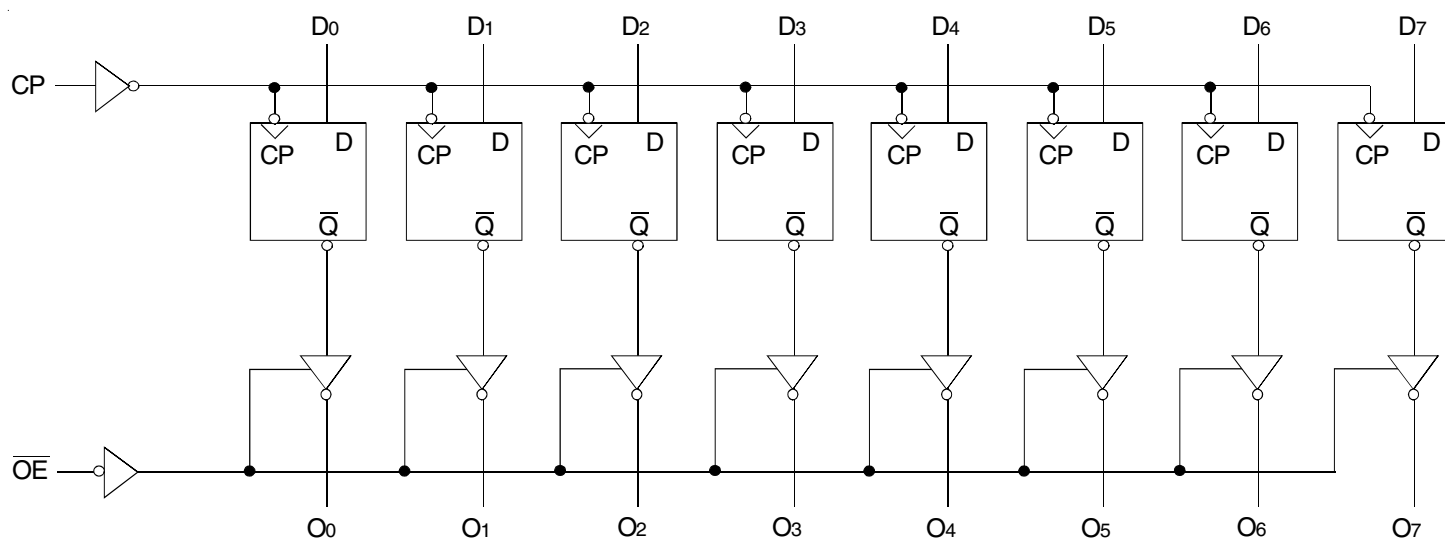 D0 D1 D2 D3 D4 D5 D6 D7
CP
CP D CP D CP D CP D CP D CP D CP D CP D
Q̅ Q̅ Q̅ Q̅ Q̅ Q̅ Q̅ Q̅
O̅E̅
O0 O1 O2 O3 O4 O5 O6 O7